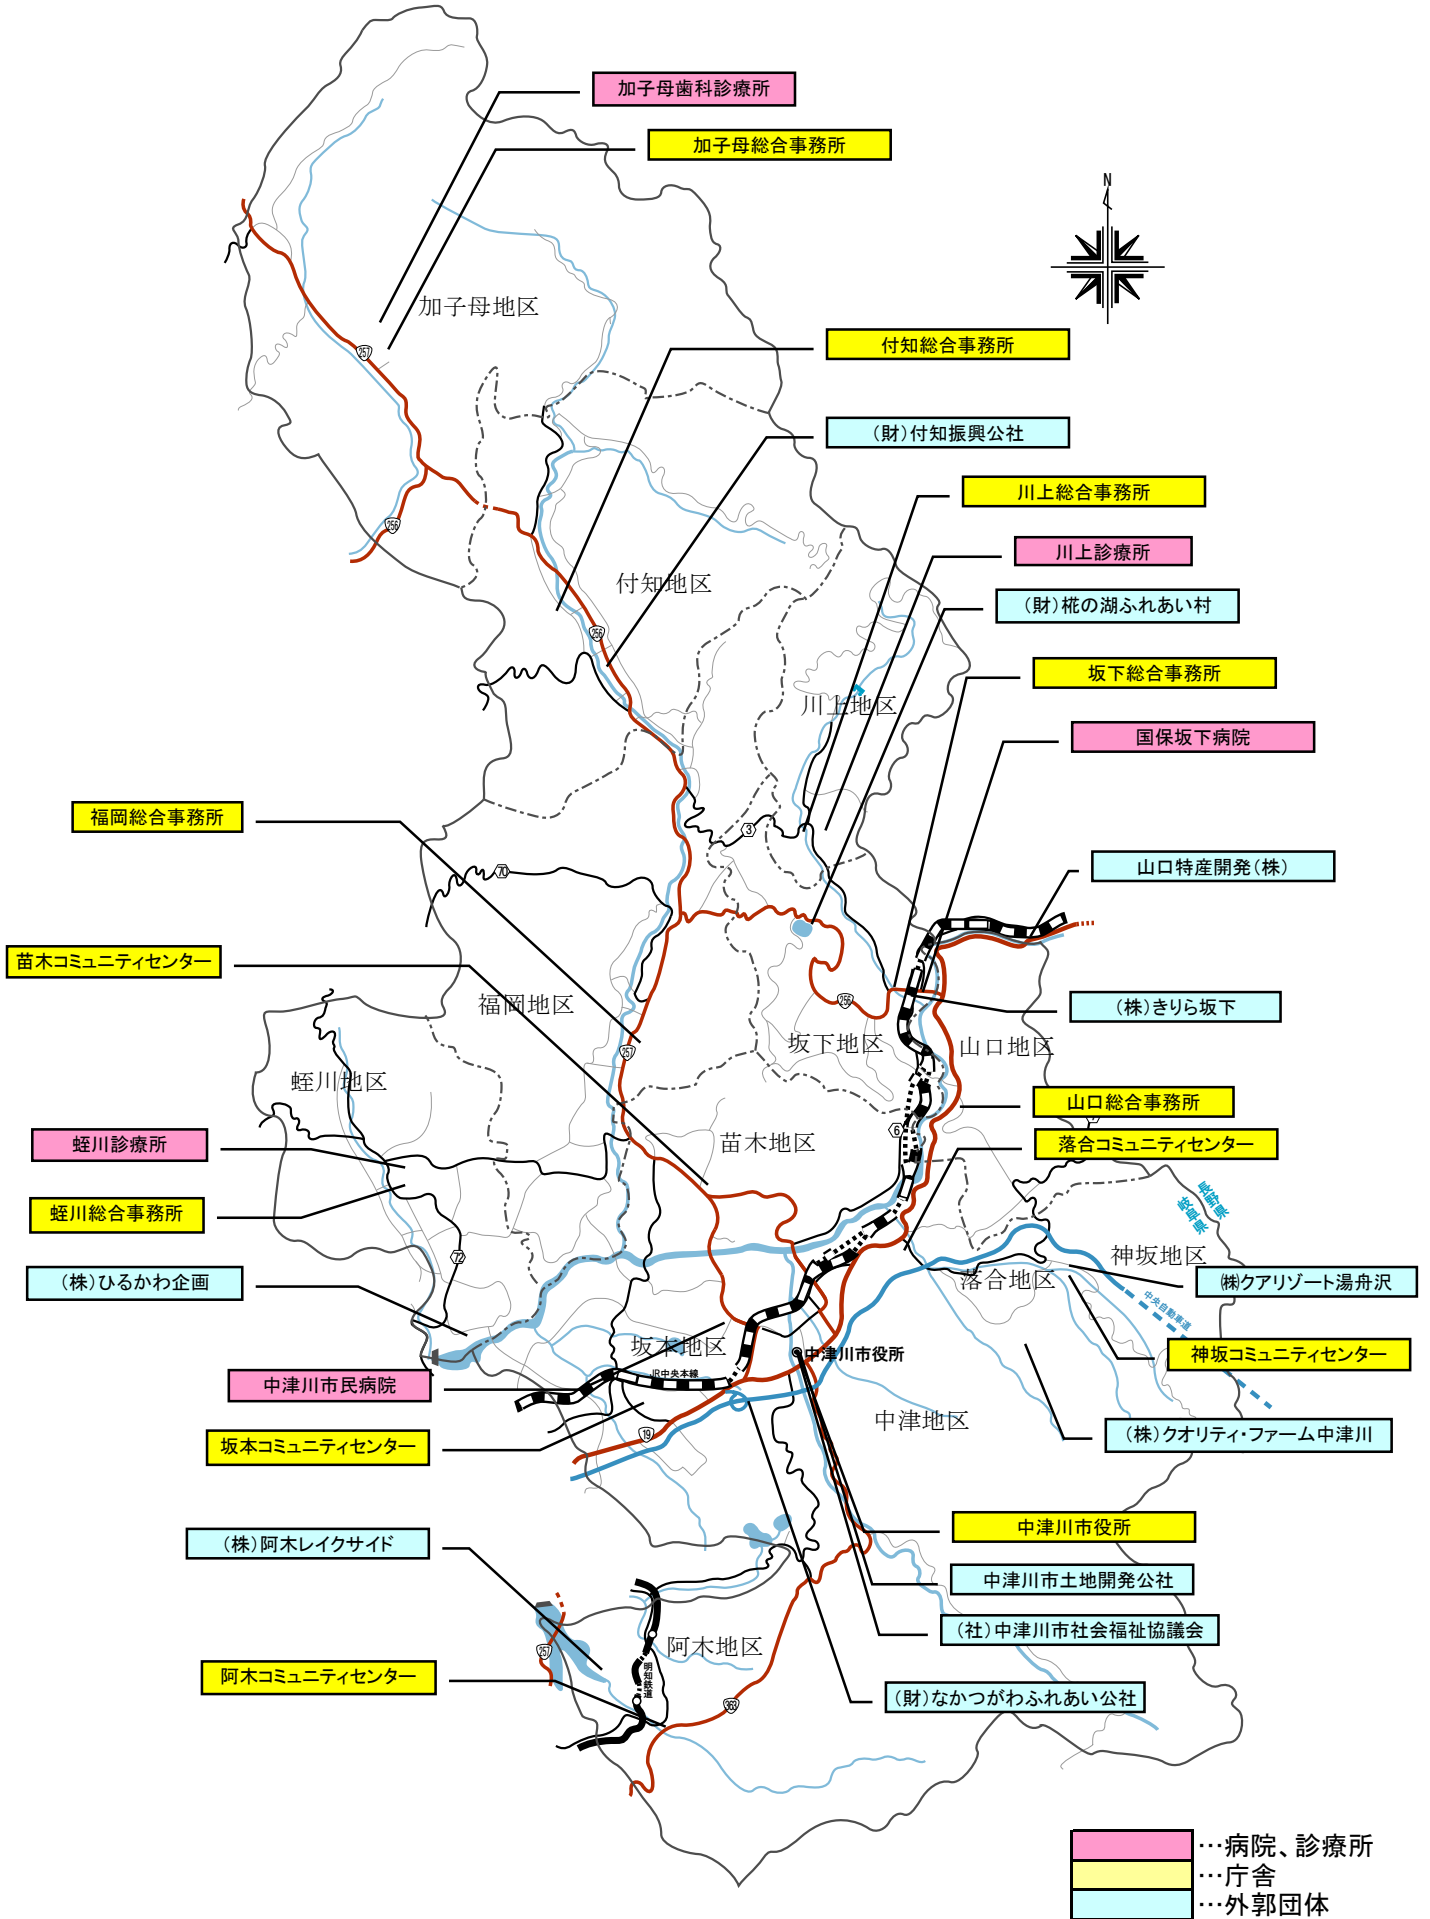 加子母歯科診療所
加子母総合事務所
N
加子母地区
付知総合事務所
257
(財)付知振興公社
川上総合事務所
256
川上診療所
付知地区
(財)椛の湖ふれあい村
256
坂下総合事務所
川上地区
国保坂下病院
福岡総合事務所
3
70
山口特産開発(株)
苗木コミュニティセンター
福岡地区
256
(株)きりら坂下
坂下地区
山口地区
257
蛭川地区
山口総合事務所
6
苗木地区
落合コミュニティセンター
蛭川診療所
長野県
岐阜県
蛭川総合事務所
72
神坂地区
(株)ひるかわ企画
落合地区
㈱クアリゾート湯舟沢
中央自動車道
坂本地区
中津川市役所
神坂コミュニティセンター
JR中央本線
中津川市民病院
中津地区
19
坂本コミュニティセンター
(株)クオリティ・ファーム中津川
中津川市役所
(株)阿木レイクサイド
中津川市土地開発公社
(社)中津川市社会福祉協議会
阿木地区
257
明知鉄道
阿木コミュニティセンター
(財)なかつがわふれあい公社
363
…病院、診療所
…庁舎
…外郭団体